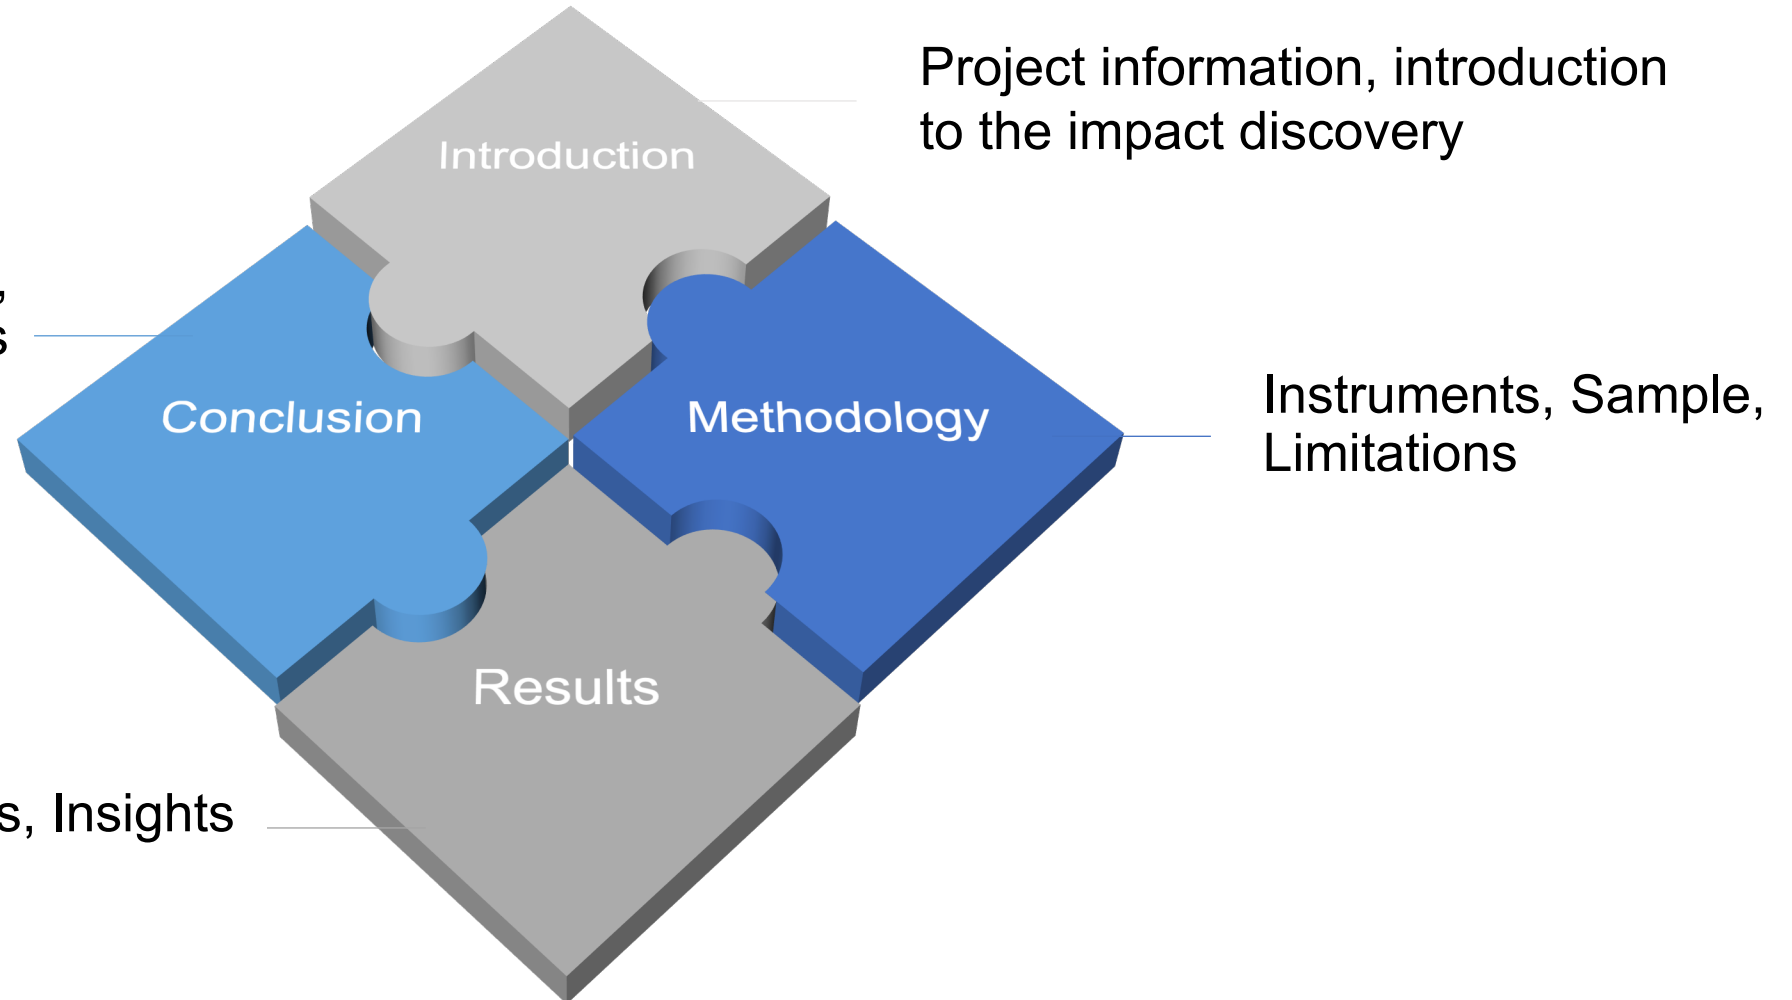 Project information, introduction
to the impact discovery
Introduction
Conclusion
Methodology
Instruments, Sample,
Limitations
Results
Insights